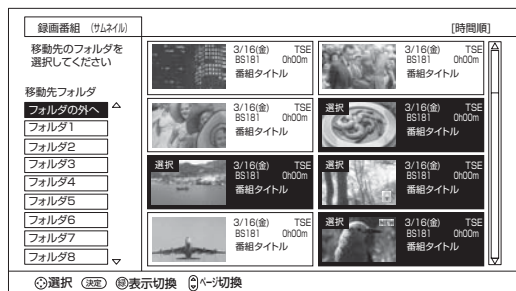 録画番組 (サムネイル)
[時間順]
移動先のフォルダを
選択してください
移動先フォルダ
フォルダの外へ
フォルダ1
フォルダ2
フォルダ3
フォルダ4
フォルダ5
フォルダ6
フォルダ7
フォルダ8
3/16(金) TSE
BS181 0h00m
番組タイトル
3/16(金) TSE
BS181 0h00m
番組タイトル
3/16(金) TSE
BS181 0h00m
番組タイトル
選択
3/16(金) TSE
BS181 0h00m
番組タイトル
選択
3/16(金) TSE
BS181 0h00m
番組タイトル
選択
3/16(金) TSE
BS181 0h00m
番組タイトル
3/16(金) TSE
BS181 0h00m
番組タイトル
選択
NEW
3/16(金) TSE
BS181 0h00m
番組タイトル
選択 決定 緑 表示切換 ページ切換